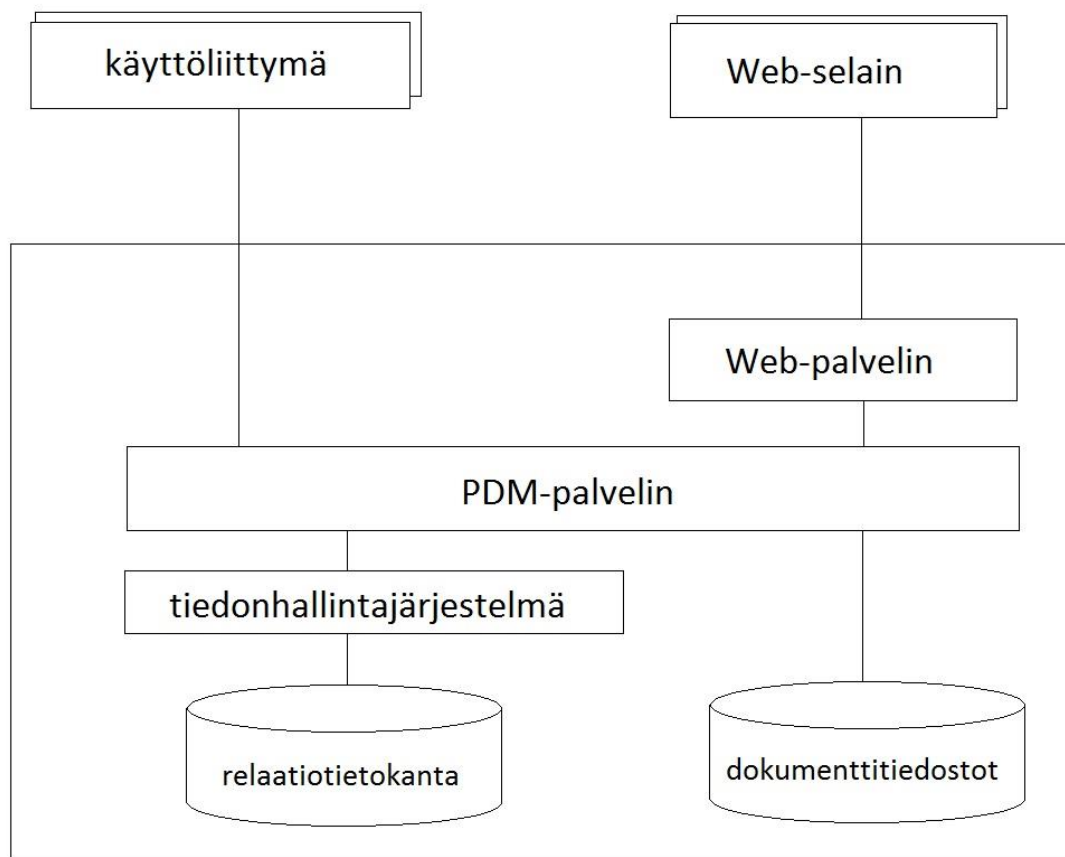 käyttöliittymä
Web-selain
Web-palvelin
PDM-palvelin
tiedonhallintajärjestelmä
relaatiotietokanta
dokumenttitiedostot